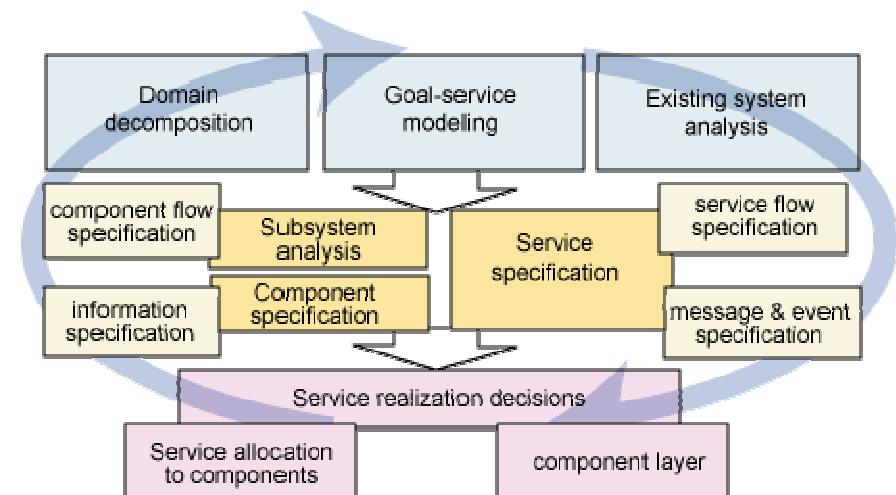 Domain
decomposition
Goal-service
modeling
Existing system
analysis
component flow
specification
Subsystem
analysis
Service
specification
service flow
specification
Component
specification
information
specification
message & event
specification
Service realization decisions
Service allocation
to components
component layer